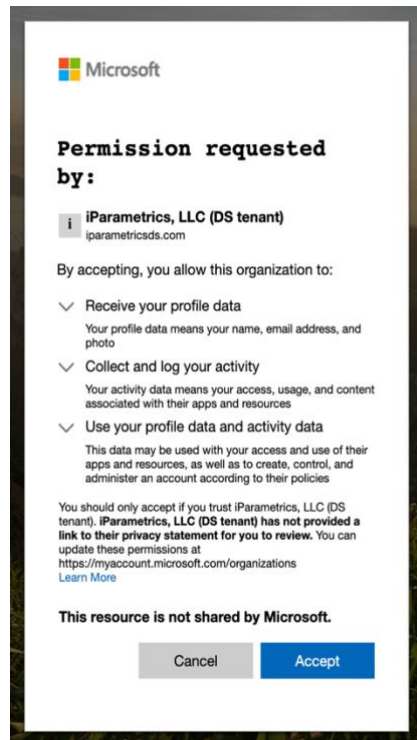 Microsoft
Permission requested
by:
i
iParametrics, LLC (DS tenant)
iparametricsds.com
By accepting, you allow this organization to:
Receive your profile data
Your profile data means your name, email address, and
photo
Collect and log your activity
Your activity data means your access, usage, and content
associated with their apps and resources
Use your profile data and activity data
This data may be used with your access and use of their
apps and resources, as well as to create, control, and
administer an account according to their policies
You should only accept if you trust iParametrics, LLC (DS
tenant). iParametrics, LLC (DS tenant) has not provided a
link to their privacy statement for you to review. You can
update these permissions at
https://myaccount.microsoft.com/organizations
Learn More
This resource is not shared by Microsoft.
Cancel
Accept